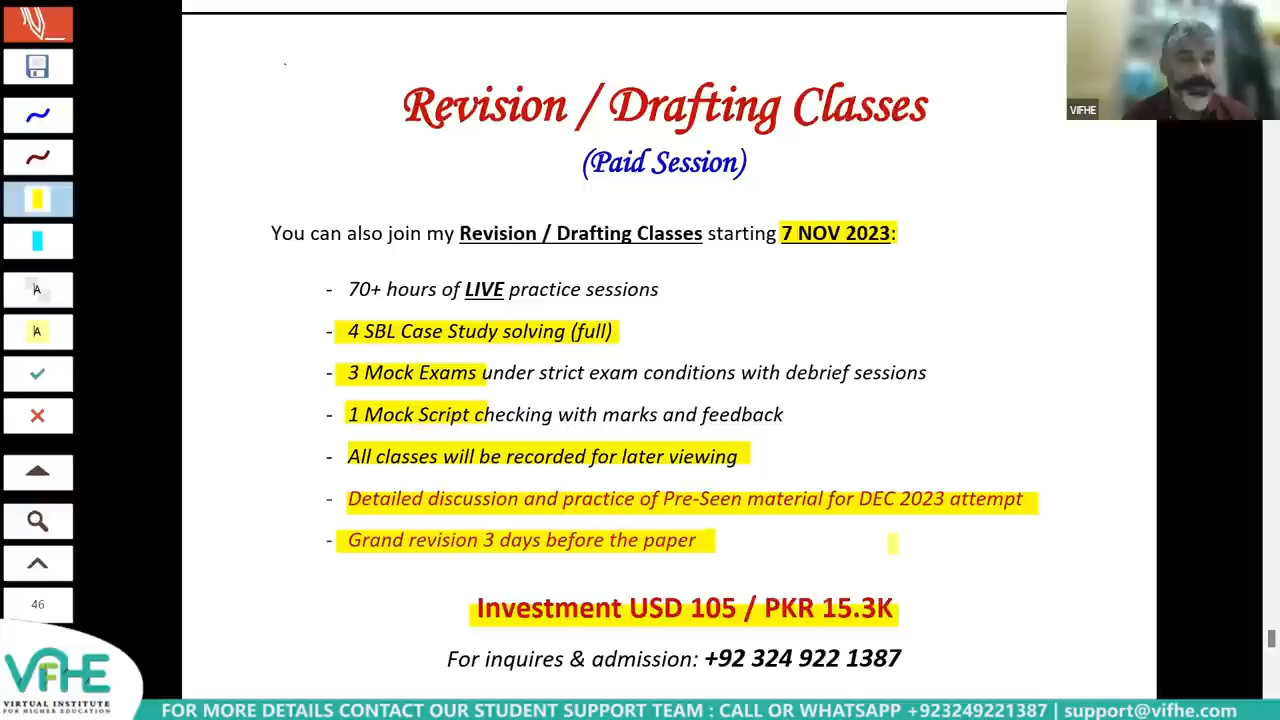 Revision / Drafting Classes
(Paid Session)
VIFHE
You can also join my Revision / Drafting Classes starting 7 NOV 2023:
- 70+ hours of LIVE practice sessions
- 4 SBL Case Study solving (full)
- 3 Mock Exams under strict exam conditions with debrief sessions
- 1 Mock Script checking with marks and feedback
- All classes will be recorded for later viewing
- Detailed discussion and practice of Pre-Seen material for DEC 2023 attempt
- Grand revision 3 days before the paper
Investment USD 105 / PKR 15.3K
For inquires & admission: +92 324 922 1387
A
A
46
VIFHE
VIRTUAL INSTITUTE
FOR HIGHER EDUCATION
FOR MORE DETAILS CONTACT OUR STUDENT SUPPORT TEAM : CALL OR WHATSAPP +923249221387 | support@vifhe.com